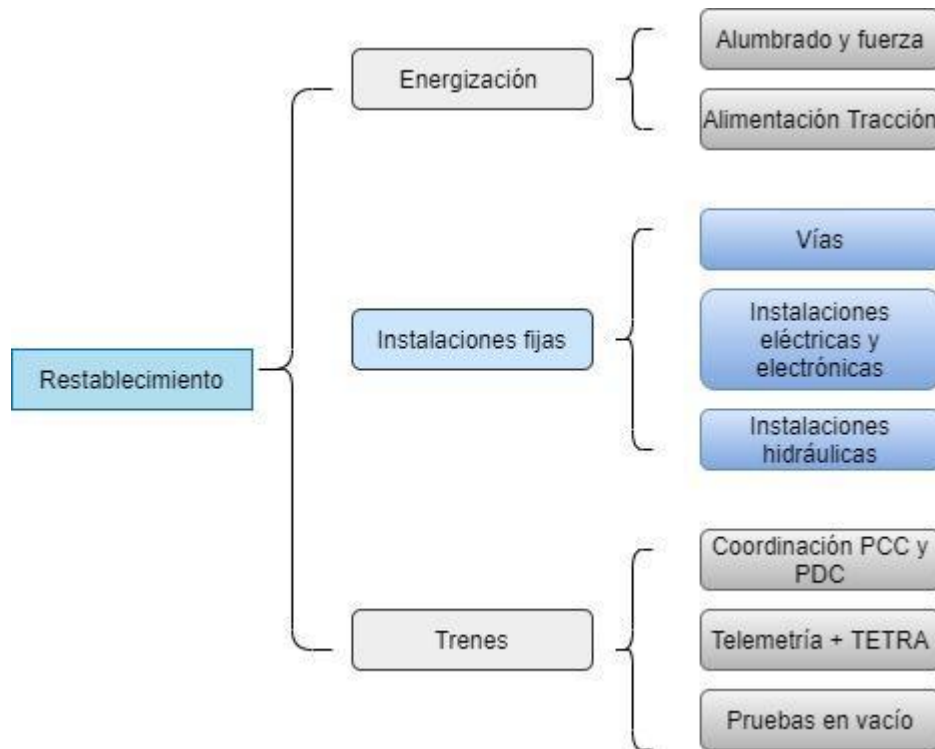 Restablecimiento
Energización
Alumbrado y fuerza
Alimentación Tracción
Instalaciones fijas
Vías
Instalaciones
eléctricas y
electrónicas
Instalaciones
hidráulicas
Trenes
Coordinación PCC y
PDC
Telemetría + TETRA
Pruebas en vacío